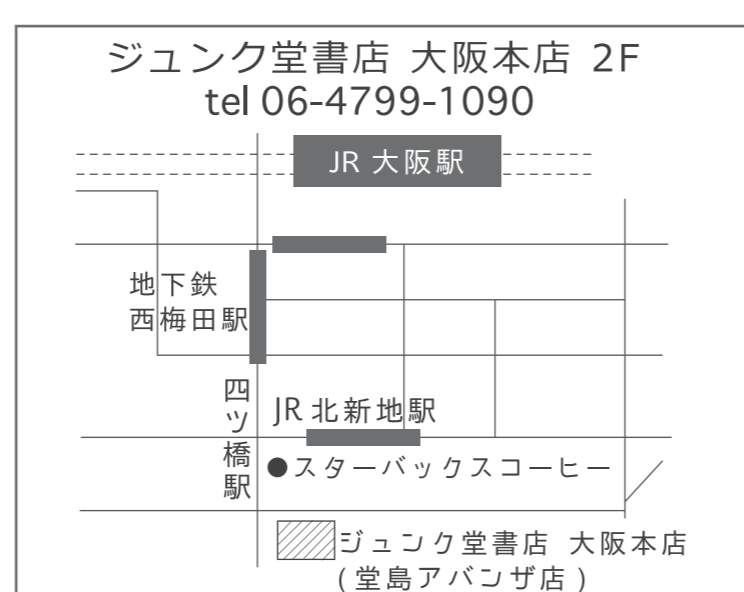 ジュンク堂書店 大阪本店 2F
tel 06-4799-1090
JR 大阪駅
地下鉄
西梅田駅
四ツ橋駅
JR 北新地駅
●スターバックスコーヒー
ジュンク堂書店 大阪本店
(堂島アバンザ店)